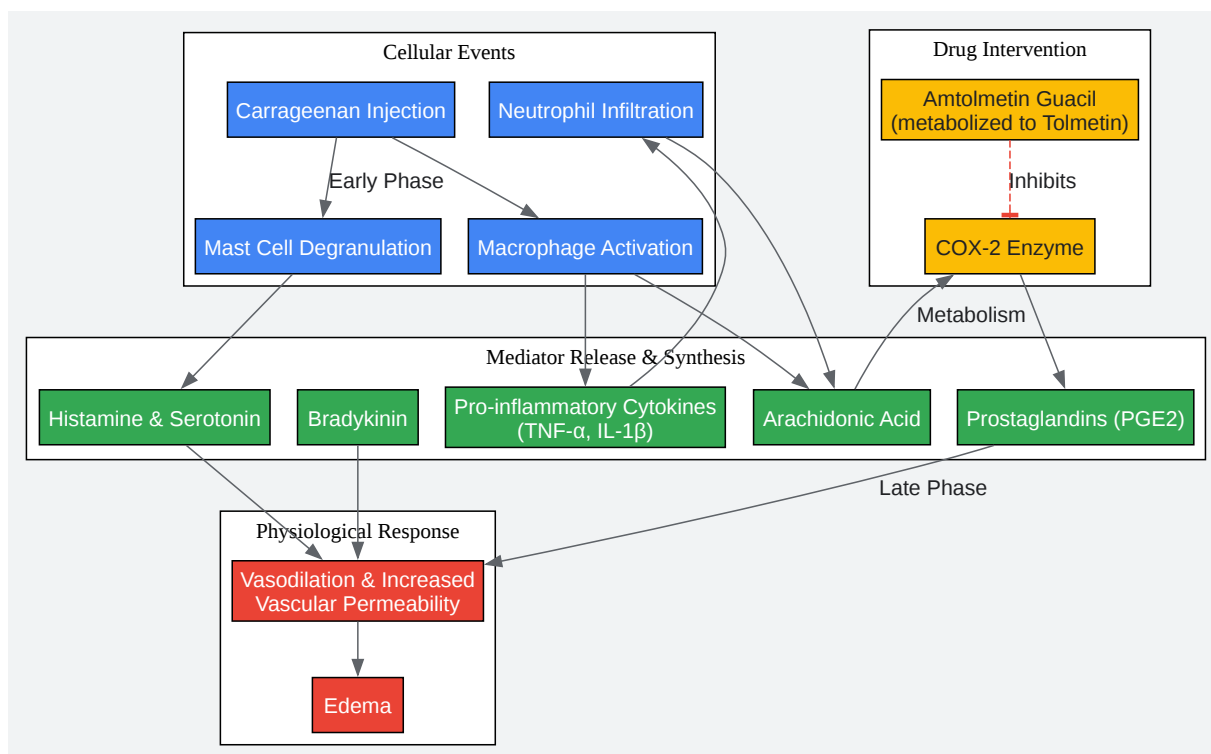 Cellular Events
Drug Intervention
Carrageenan Injection
Neutrophil Infiltration
Amtolmetin Guacil
(metabolized to Tolmetin)
Early Phase
Inhibits
Mast Cell Degranulation
Macrophage Activation
COX-2 Enzyme
Metabolism
Mediator Release & Synthesis
Histamine & Serotonin
Bradykinin
Pro-inflammatory Cytokines
(TNF-α, IL-1β)
Arachidonic Acid
Prostaglandins (PGE2)
Late Phase
Physiological Response
Vasodilation & Increased
Vascular Permeability
Edema